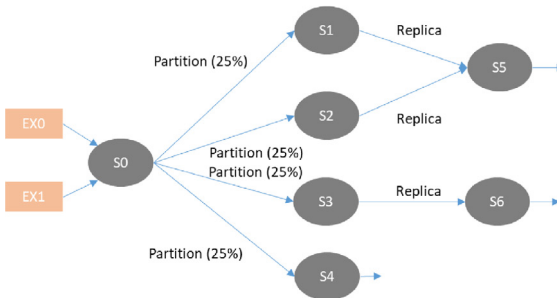 S1
Replica
Partition (25%)
S5
EX0
S2
Replica
S0
Partition (25%)
Partition (25%)
EX1
Replica
S3
S6
Partition (25%)
S4